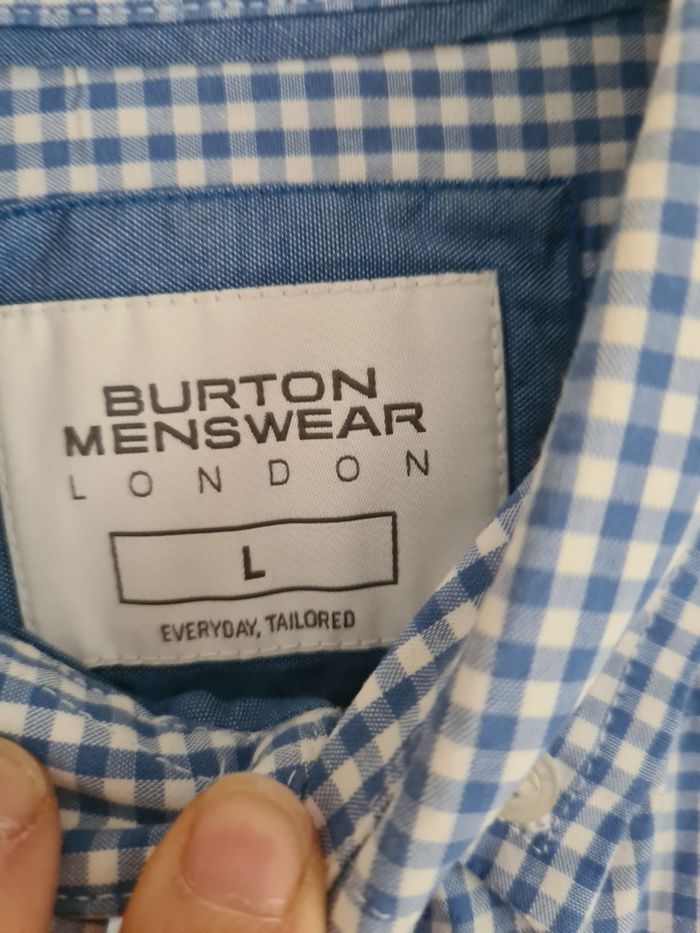 BURTON
MENSWEAR
LONDON
L
EVERYDAY, TAILORED